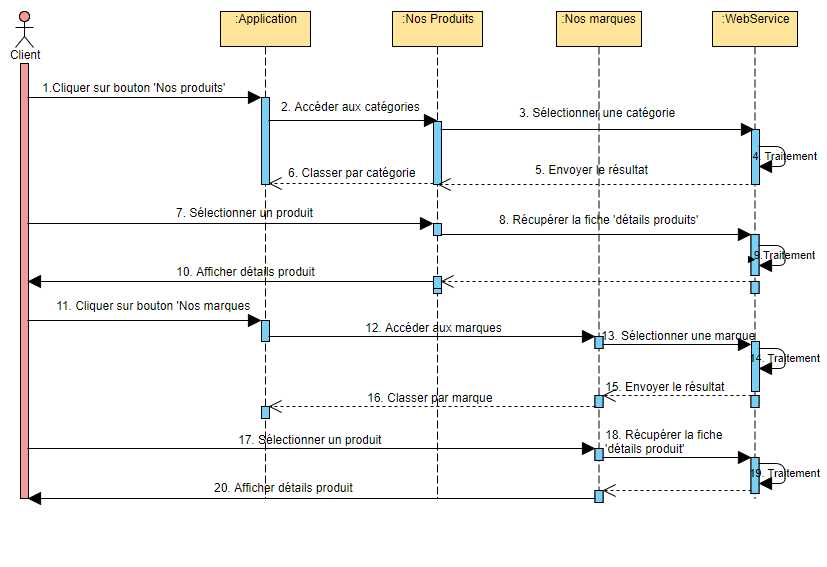 :Application
:Nos Produits
:Nos marques
:WebService
Client
1.Cliquer sur bouton 'Nos produits'
2. Accéder aux catégories
3. Sélectionner une catégorie
4. Traitement
5. Envoyer le résultat
6. Classer par catégorie
7. Sélectionner un produit
8. Récupérer la fiche 'détails produits'
9.Traitement
10. Afficher détails produit
11. Cliquer sur bouton 'Nos marques
12. Accéder aux marques
13. Sélectionner une marque
14. Traitement
15. Envoyer le résultat
16. Classer par marque
17. Sélectionner un produit
18. Récupérer la fiche
'détails produit'
19. Traitement
20. Afficher détails produit